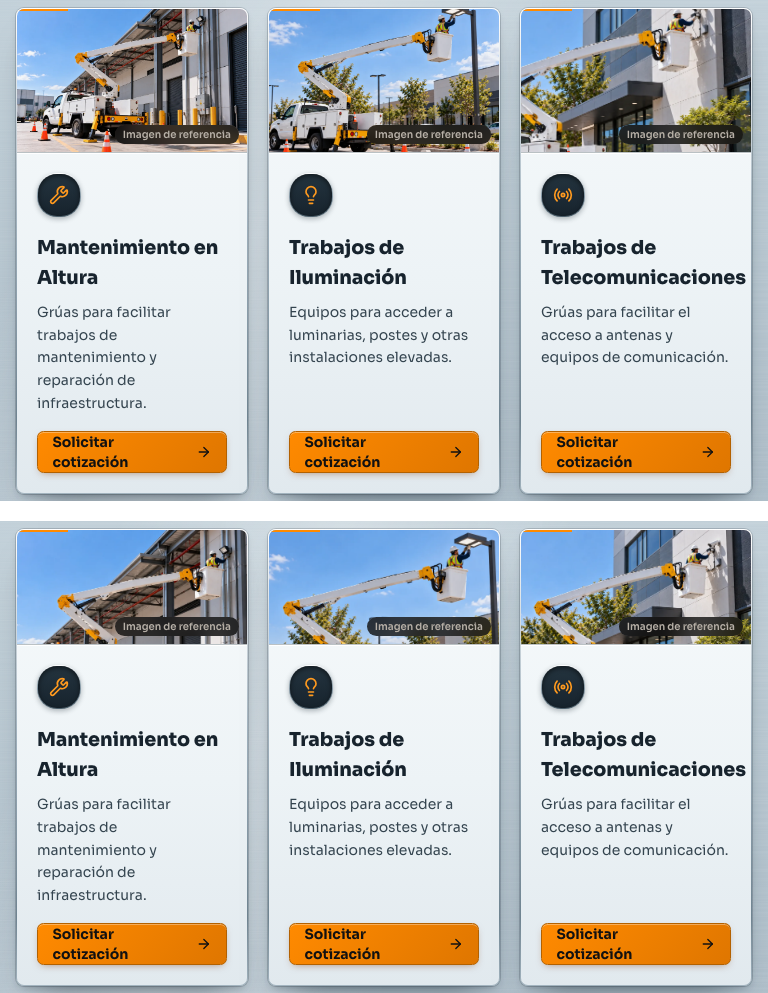 Imagen de referencia
Imagen de referencia
Imagen de referencia
Mantenimiento en
Altura
Grúas para facilitar
trabajos de
mantenimiento y
reparación de
infraestructura.
Solicitar
cotización
Trabajos de
Iluminación
Equipos para acceder a
luminarias, postes y otras
instalaciones elevadas.
Solicitar
cotización
Trabajos de
Telecomunicaciones
Grúas para facilitar el
acceso a antenas y
equipos de comunicación.
Solicitar
cotización
Imagen de referencia
Imagen de referencia
Imagen de referencia
Mantenimiento en
Altura
Grúas para facilitar
trabajos de
mantenimiento y
reparación de
infraestructura.
Solicitar
cotización
Trabajos de
Iluminación
Equipos para acceder a
luminarias, postes y otras
instalaciones elevadas.
Solicitar
cotización
Trabajos de
Telecomunicaciones
Grúas para facilitar el
acceso a antenas y
equipos de comunicación.
Solicitar
cotización